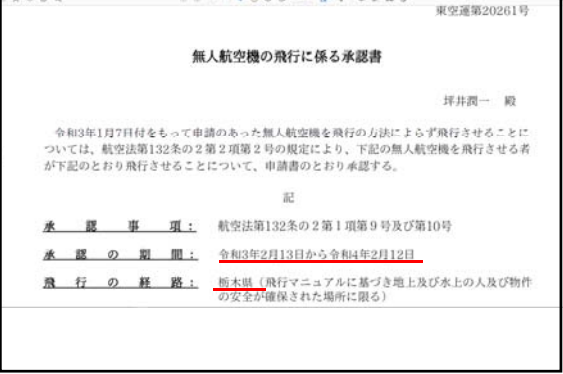 東空運第20261号
無人航空機の飛行に係る承認書
坪井潤一　殿
令和3年1月7日付をもって申請のあった無人航空機を飛行の方法によらず飛行させることに
ついては、航空法第132条の2第2項第2号の規定により、下記の無人航空機を飛行させる者
が下記のとおり飛行させることについて、申請書のとおり承認する。
記
承認事項： 航空法第132条の2第1項第9号及び第10号
承認の期間： 令和3年2月13日から令和4年2月12日
飛行の経路： 栃木県（飛行マニュアルに基づき地上及び水上の人及び物件
の安全が確保された場所に限る）